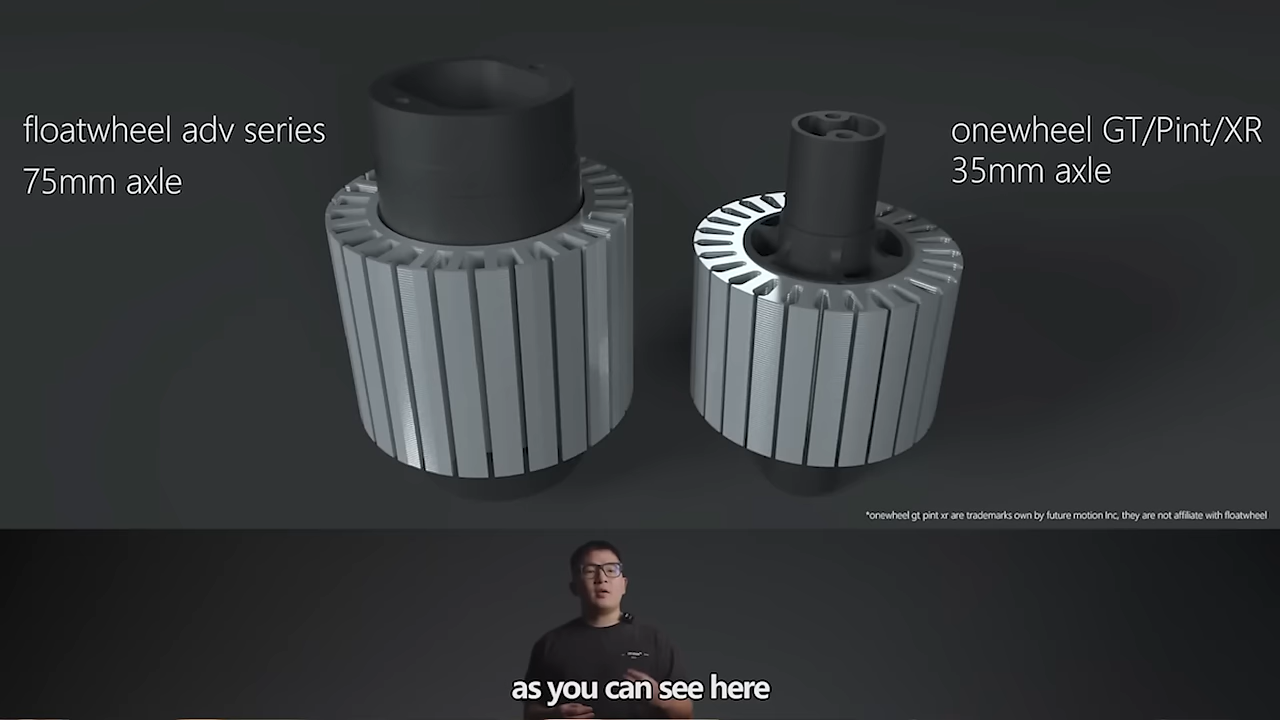 floatwheel adv series
75mm axle
onewheel GT/Pint/XR
35mm axle
*onewheel gt pint xr are trademarks own by future motion Inc, they are not affiliate with floatwheel
as you can see here